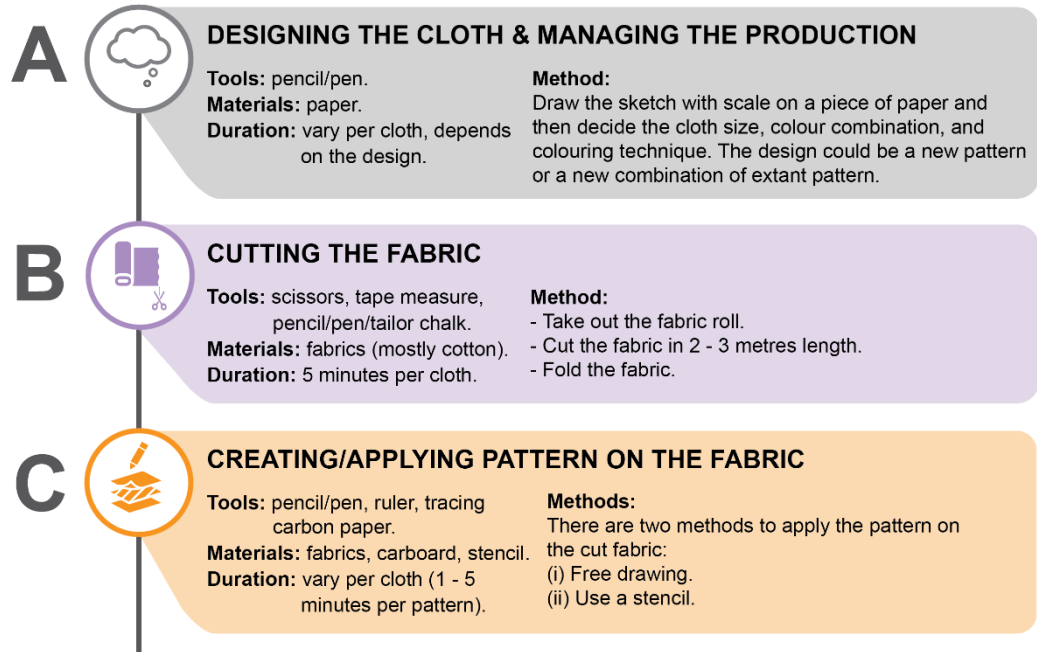 A
DESIGNING THE CLOTH & MANAGING THE PRODUCTION
Tools: pencil/pen.
Materials: paper.
Duration: vary per cloth, depends
on the design.
Method:
Draw the sketch with scale on a piece of paper and
then decide the cloth size, colour combination, and
colouring technique. The design could be a new pattern
or a new combination of extant pattern.
B
CUTTING THE FABRIC
Tools: scissors, tape measure,
pencil/pen/tailor chalk.
Materials: fabrics (mostly cotton).
Duration: 5 minutes per cloth.
Method:
- Take out the fabric roll.
- Cut the fabric in 2 - 3 metres length.
- Fold the fabric.
C
CREATING/APPLYING PATTERN ON THE FABRIC
Tools: pencil/pen, ruler, tracing
carbon paper.
Materials: fabrics, carboard, stencil.
Duration: vary per cloth (1 - 5
minutes per pattern).
Methods:
There are two methods to apply the pattern on
the cut fabric:
(i) Free drawing.
(ii) Use a stencil.